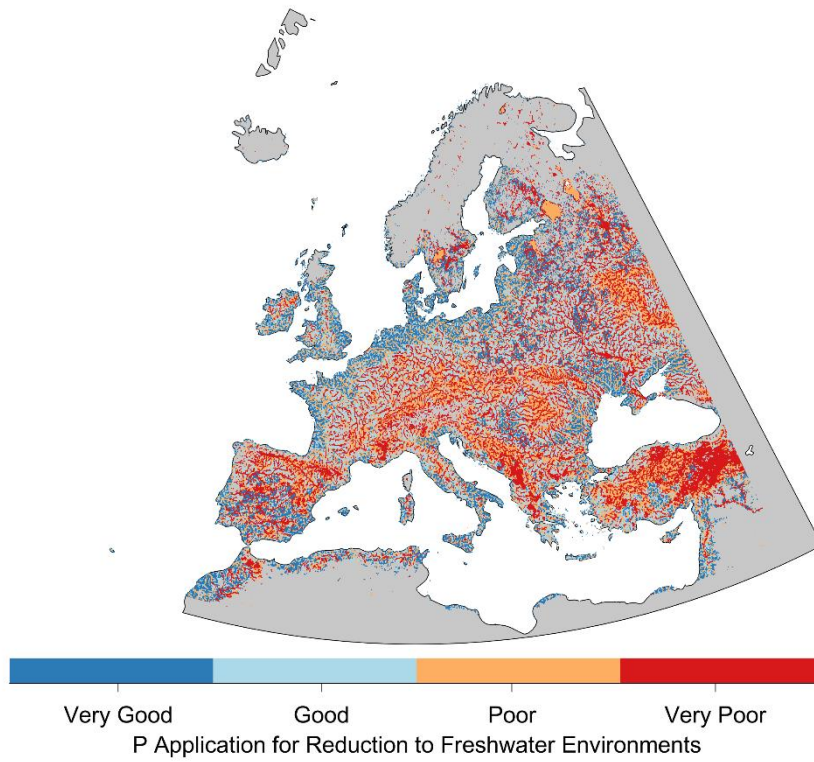 Very Good Good Poor Very Poor
P Application for Reduction to Freshwater Environments